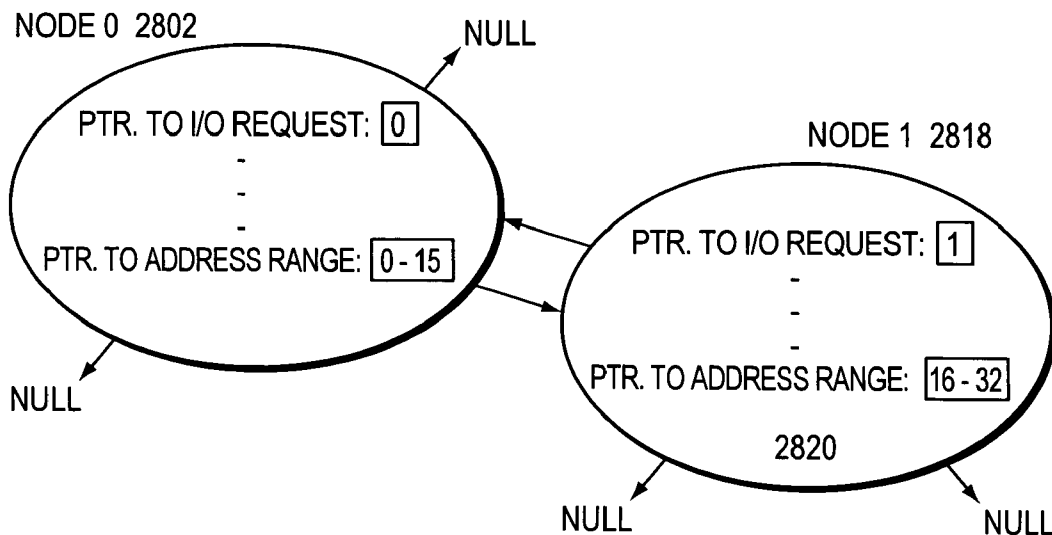 NODE 0 2802
NULL
PTR. TO I/O REQUEST: 0
-
-
-
PTR. TO ADDRESS RANGE: 0 - 15
NULL
NODE 1 2818
PTR. TO I/O REQUEST: 1
-
-
-
PTR. TO ADDRESS RANGE: 16 - 32
2820
NULL
NULL